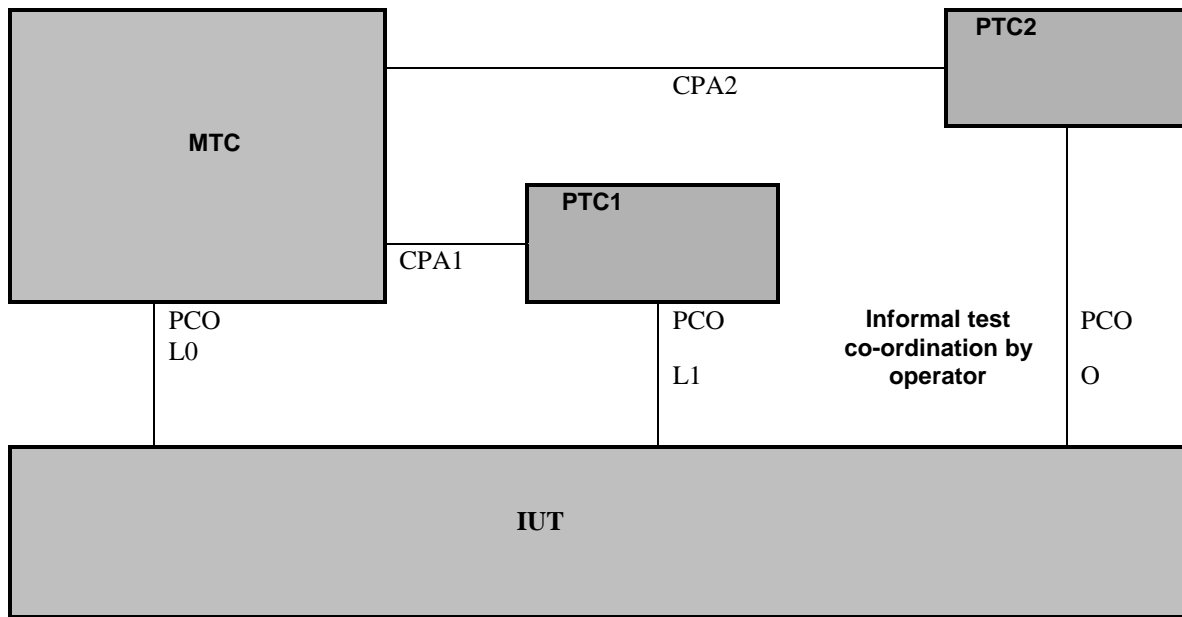 PTC2
CPA2
MTC
PTC1
CPA1
PCO
L0
PCO
L1
Informal test
co-ordination by
operator
PCO
O
IUT